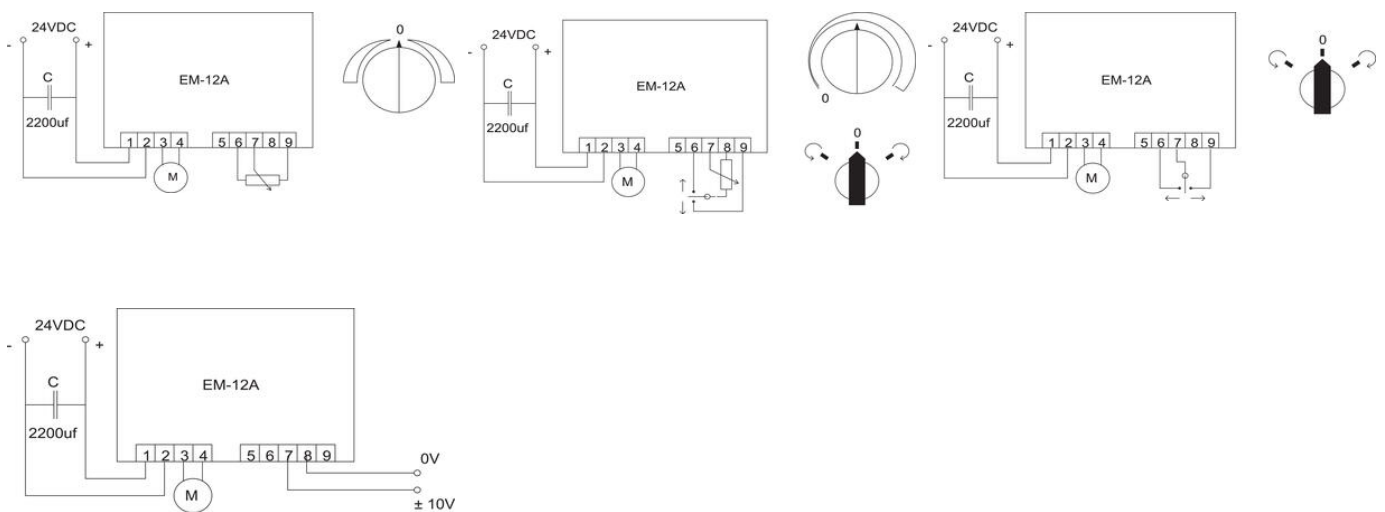 24VDC
- +
C
EM-12A
2200uf
1 2 3 4 5 6 7 8 9
M
0
24VDC
- +
C
EM-12A
2200uf
1 2 3 4 5 6 7 8 9
M
0
0
24VDC
- +
C
EM-12A
2200uf
1 2 3 4 5 6 7 8 9
M
0
24VDC
- +
C
EM-12A
2200uf
1 2 3 4 5 6 7 8 9
0V
M
± 10V